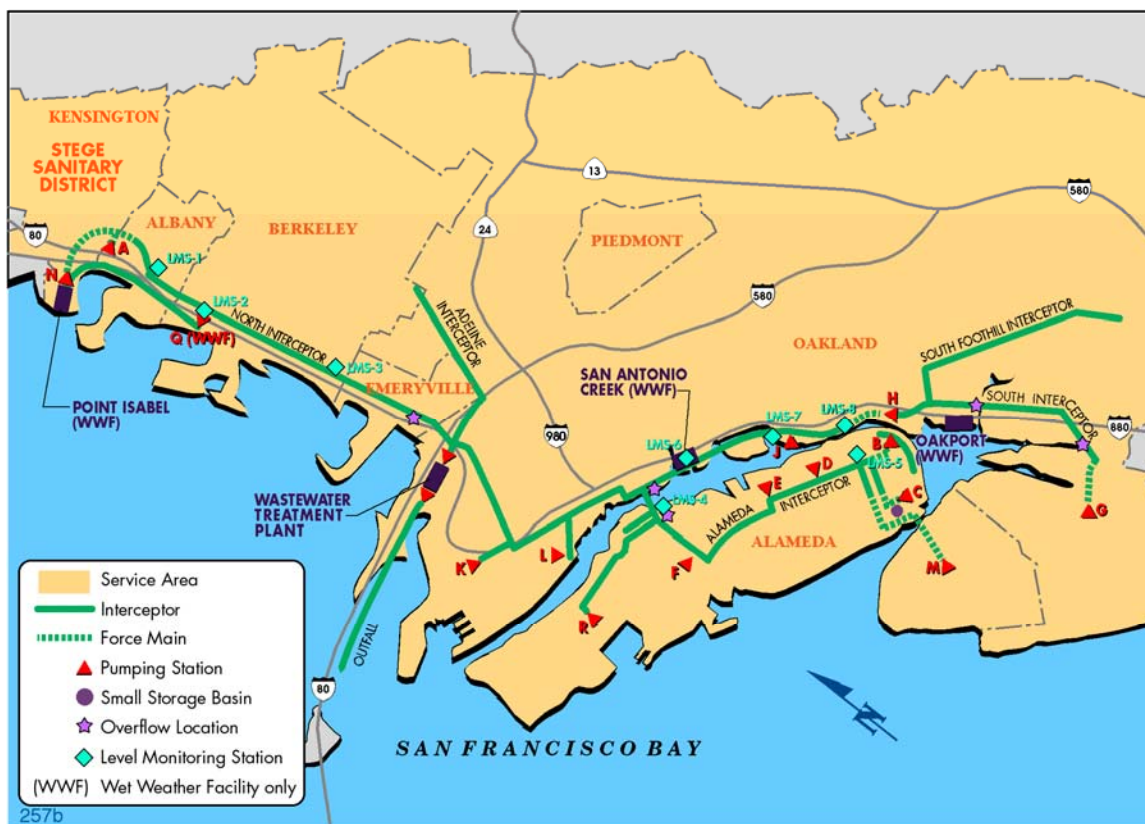 KENSINGTON
STEGE
SANITARY
DISTRICT
ALBANY
BERKELEY
PIEDMONT
EMERYVILLE
OAKLAND
ALAMEDA
80
24
13
580
580
980
880
80
N
A
LMS-1
LMS-2
Q (WWF)
NORTH INTERCEPTOR
LMS-3
ADELINE
INTERCEPTOR
POINT ISABEL
(WWF)
WASTEWATER
TREATMENT
PLANT
SAN ANTONIO
CREEK (WWF)
LMS-6
LMS-7
LMS-8
J
H
SOUTH FOOTHILL INTERCEPTOR
SOUTH INTERCEPTOR
OAKPORT
(WWF)
B
LMS-5
C
D
E
LMS-4
ALAMEDA INTERCEPTOR
F
G
K
L
M
R
OUTFALL
N
SAN FRANCISCO BAY
Service Area
Interceptor
Force Main
Pumping Station
Small Storage Basin
Overflow Location
Level Monitoring Station
(WWF) Wet Weather Facility only
257b